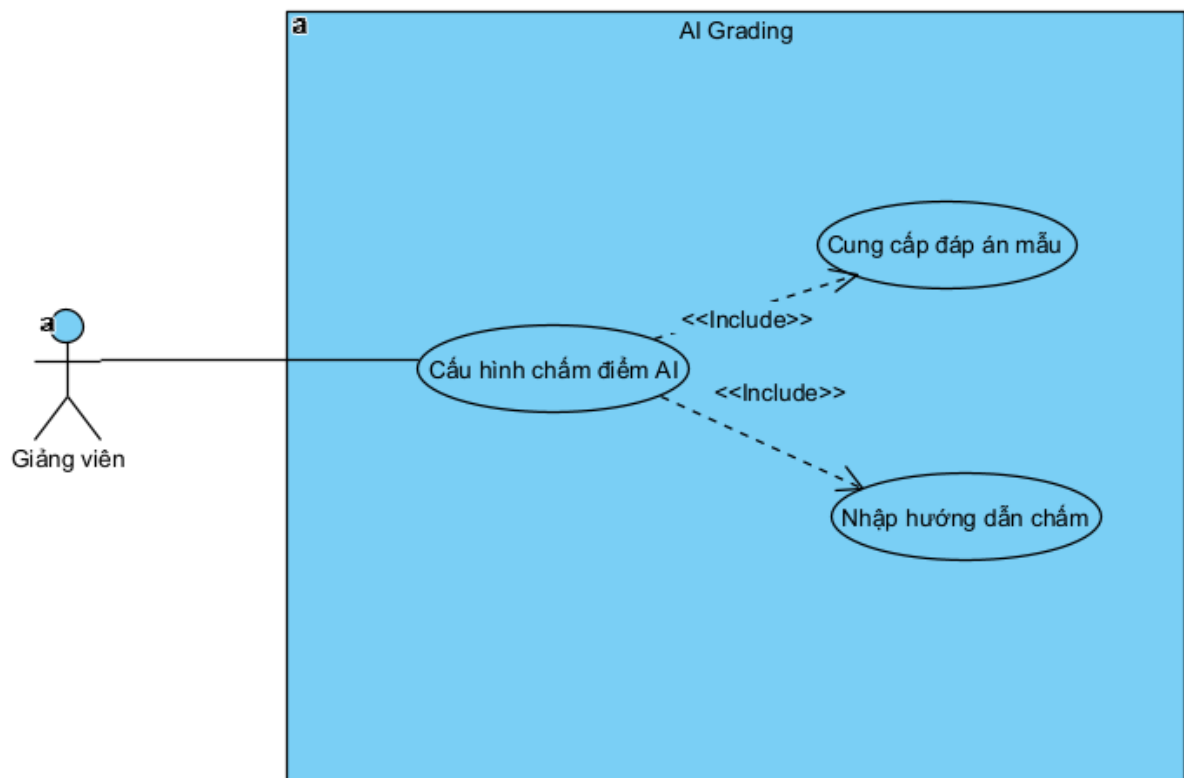 a
AI Grading
Cung cấp đáp án mẫu
<<Include>>
a
Cấu hình chấm điểm AI
<<Include>>
Giảng viên
Nhập hướng dẫn chấm